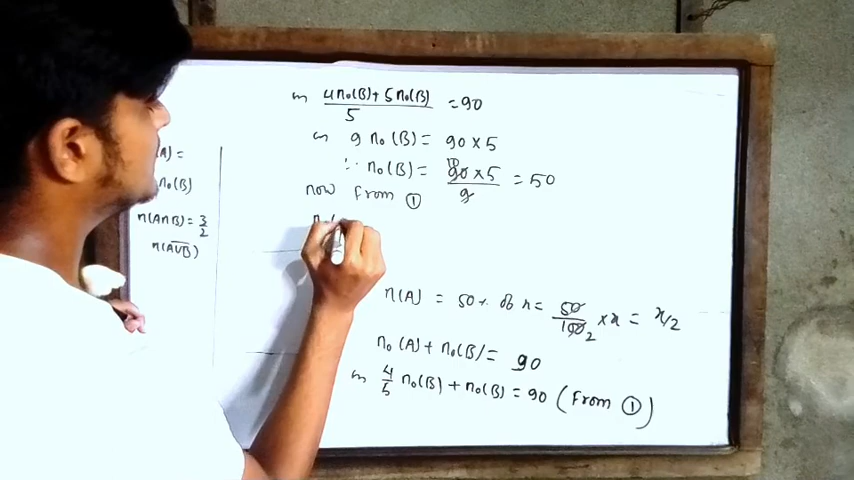 ⇒ 4n₀(B)+5n₀(B)/5 = 90
⇒ 9 n₀(B) = 90 × 5
∴ n₀(B) = 90 × 5/9 = 50
now From ①
n₀(
(A) =
n₀(B)
n(A∩B) = 3/2
n(A∪B)
n(A) = 50% of x = 50/100 × x = x/2
n₀(A) + n₀(B) = 90
⇒ 4/5 n₀(B) + n₀(B) = 90 (From ①)